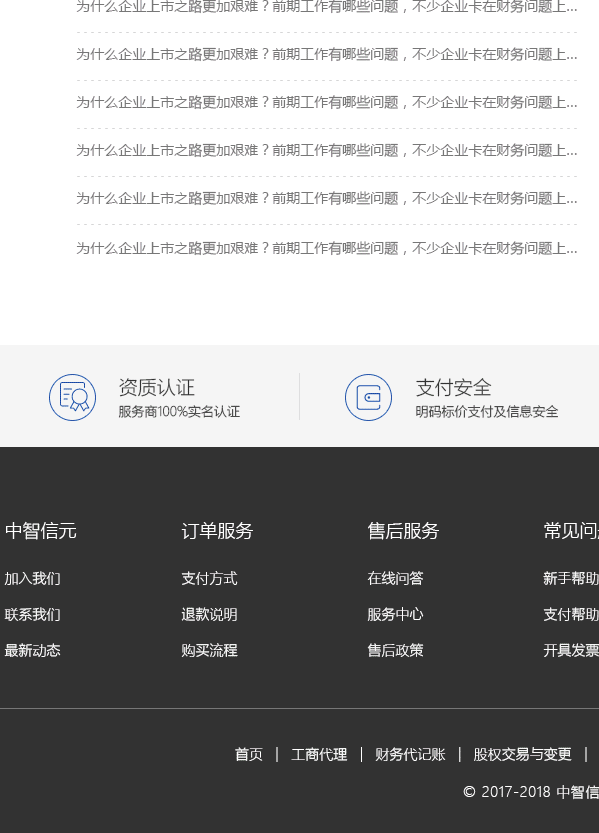 为什么企业上市之路更加艰难？前期工作有哪些问题，不少企业卡在财务问题上...
为什么企业上市之路更加艰难？前期工作有哪些问题，不少企业卡在财务问题上...
为什么企业上市之路更加艰难？前期工作有哪些问题，不少企业卡在财务问题上...
为什么企业上市之路更加艰难？前期工作有哪些问题，不少企业卡在财务问题上...
为什么企业上市之路更加艰难？前期工作有哪些问题，不少企业卡在财务问题上...
为什么企业上市之路更加艰难？前期工作有哪些问题，不少企业卡在财务问题上...
资质认证 支付安全
服务商100%实名认证 明码标价支付及信息安全
中智信元 订单服务 售后服务 常见问
加入我们 支付方式 在线问答 新手帮助
联系我们 退款说明 服务中心 支付帮助
最新动态 购买流程 售后政策 开具发票
首页 | 工商代理 | 财务代记账 | 股权交易与变更 |
© 2017-2018 中智信